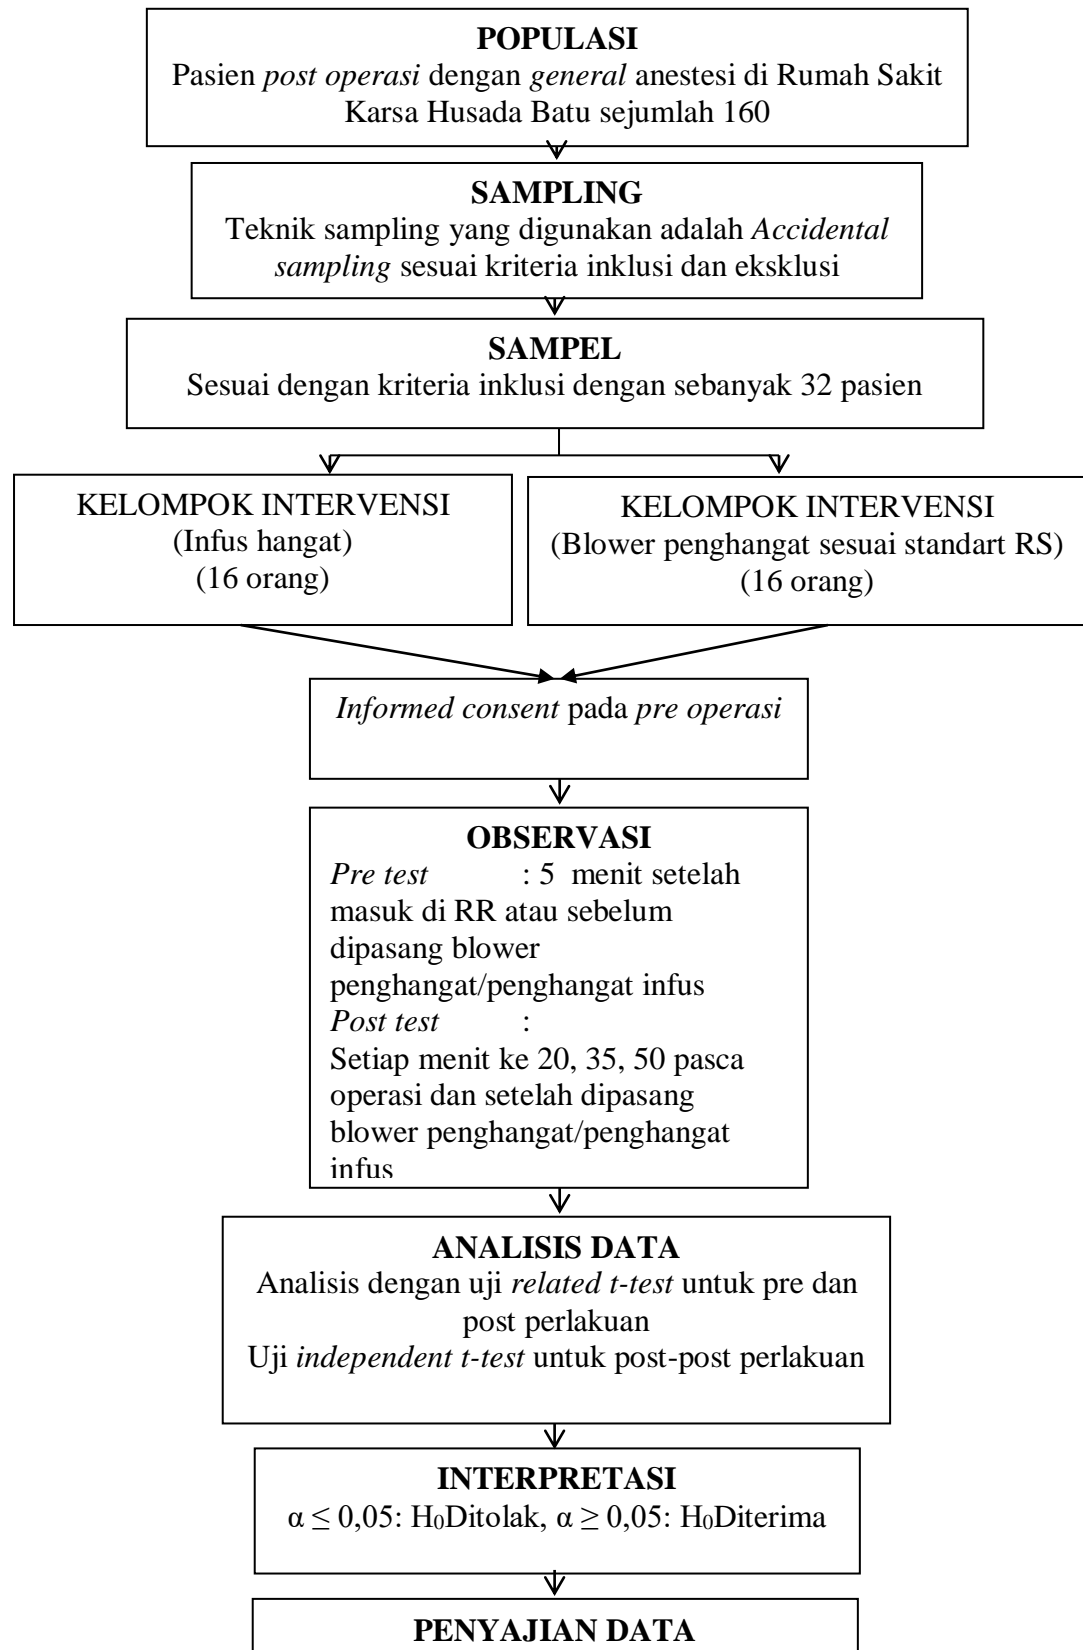 POPULASI
Pasien post operasi dengan general anestesi di Rumah Sakit
Karsa Husada Batu sejumlah 160
SAMPLING
Teknik sampling yang digunakan adalah Accidental
sampling sesuai kriteria inklusi dan eksklusi
SAMPEL
Sesuai dengan kriteria inklusi dengan sebanyak 32 pasien
KELOMPOK INTERVENSI
(Infus hangat)
(16 orang)
KELOMPOK INTERVENSI
(Blower penghangat sesuai standart RS)
(16 orang)
Informed consent pada pre operasi
OBSERVASI
Pre test : 5 menit setelah
masuk di RR atau sebelum
dipasang blower
penghangat/penghangat infus
Post test :
Setiap menit ke 20, 35, 50 pasca
operasi dan setelah dipasang
blower penghangat/penghangat
infus
ANALISIS DATA
Analisis dengan uji related t-test untuk pre dan
post perlakuan
Uji independent t-test untuk post-post perlakuan
INTERPRETASI
α ≤ 0,05: H₀Ditolak, α ≥ 0,05: H₀Diterima
PENYAJIAN DATA